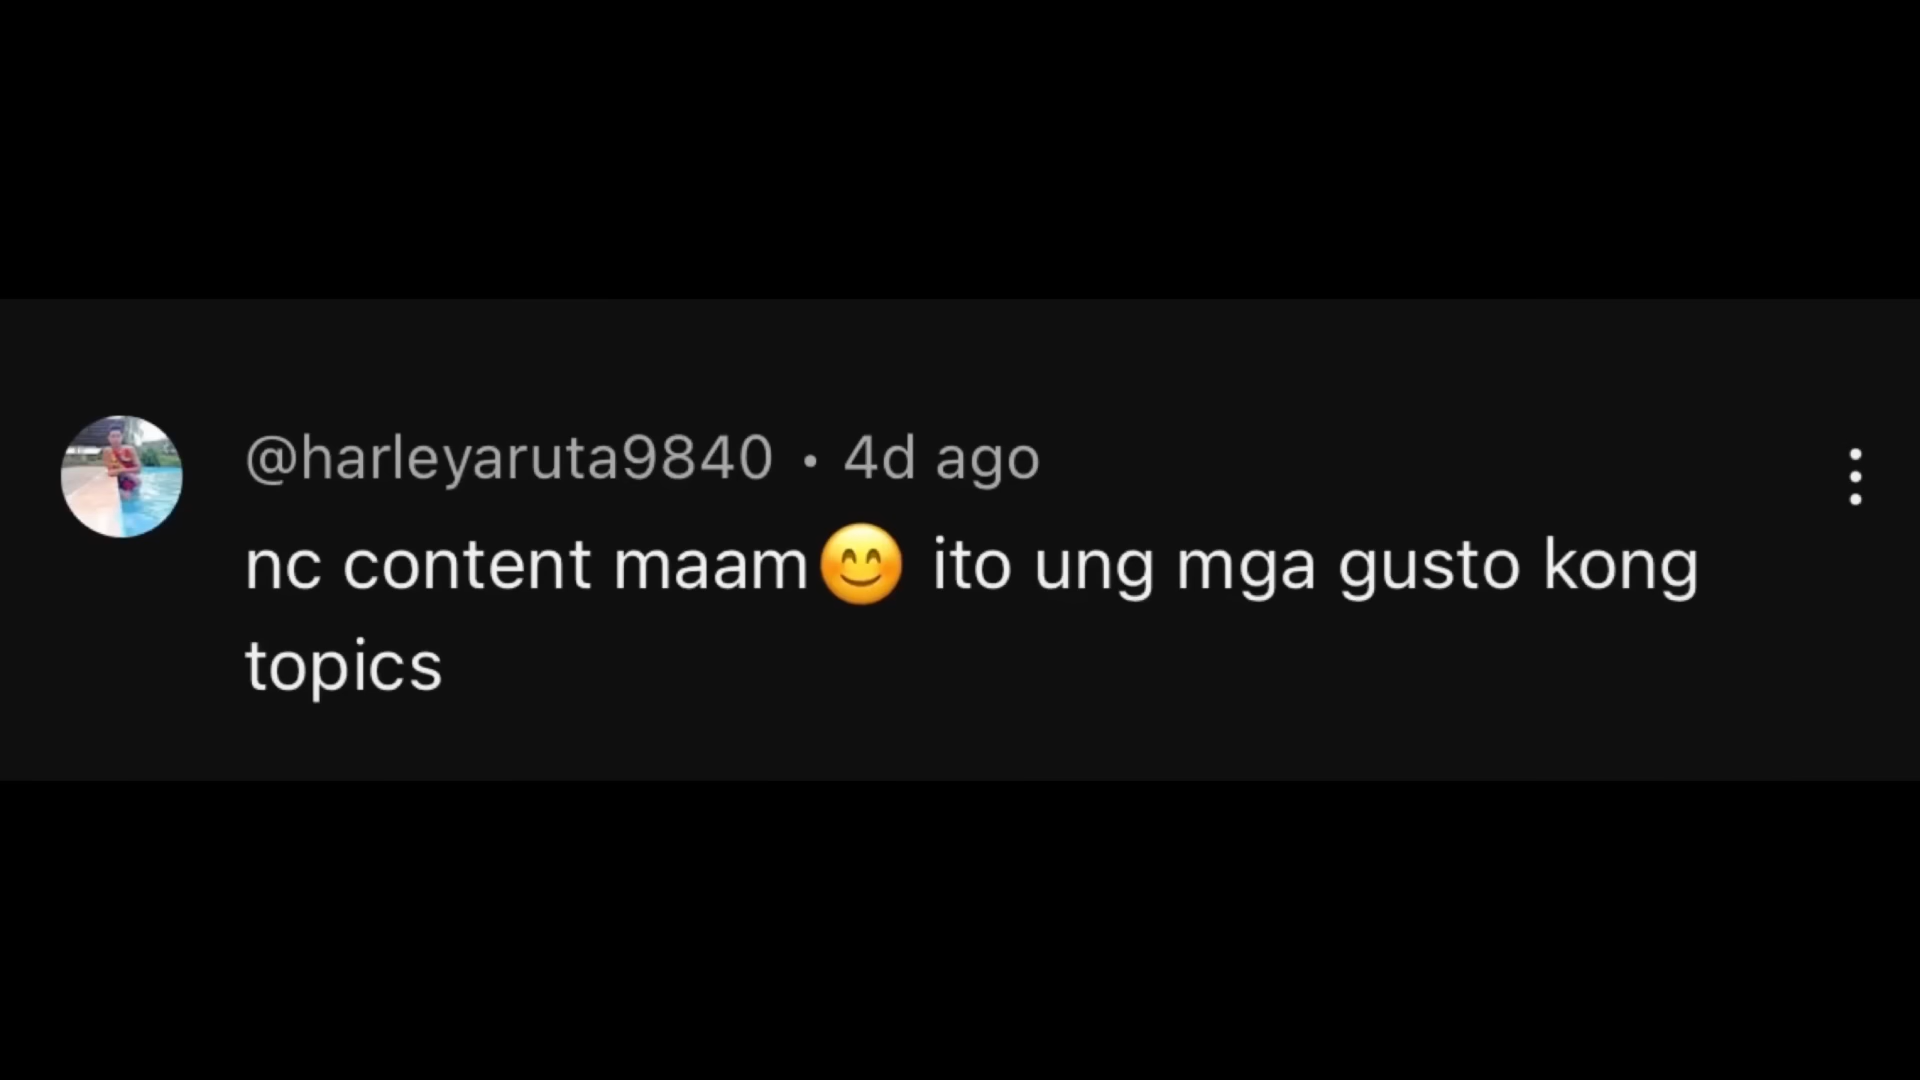 @harleyaruta9840 • 4d ago
nc content maam😊 ito ung mga gusto kong
topics